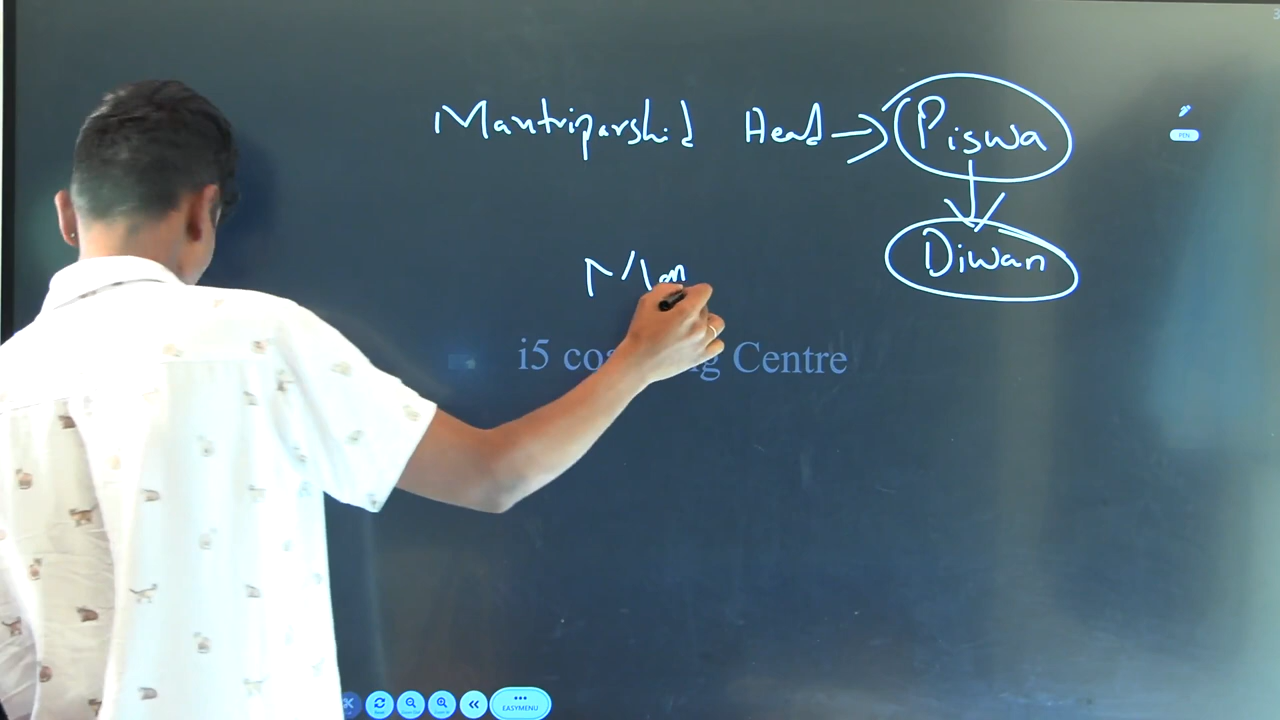 Mantriparshid Head → Piswa
PEN
Diwan
i5 co g Centre
EASYMENU